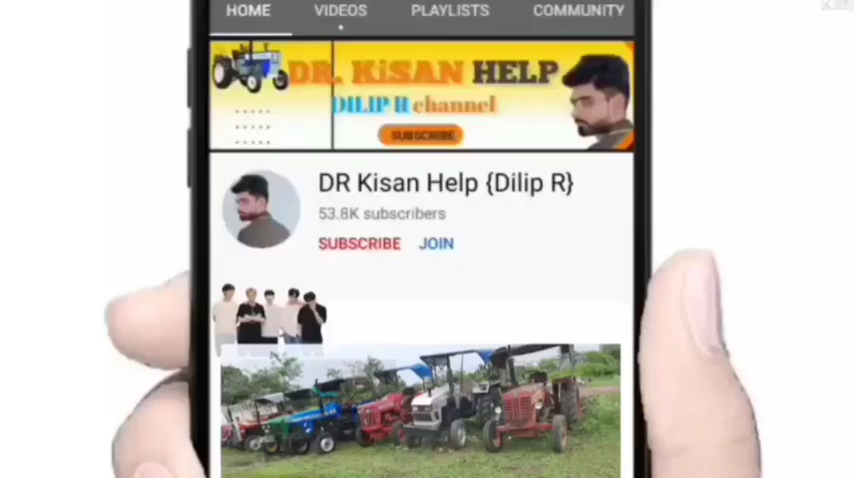 HOME VIDEOS PLAYLISTS COMMUNITY
DR. KiSAN HELP
DILIP R channel
SUBSCRIBE
DR Kisan Help {Dilip R}
53.8K subscribers
SUBSCRIBE JOIN